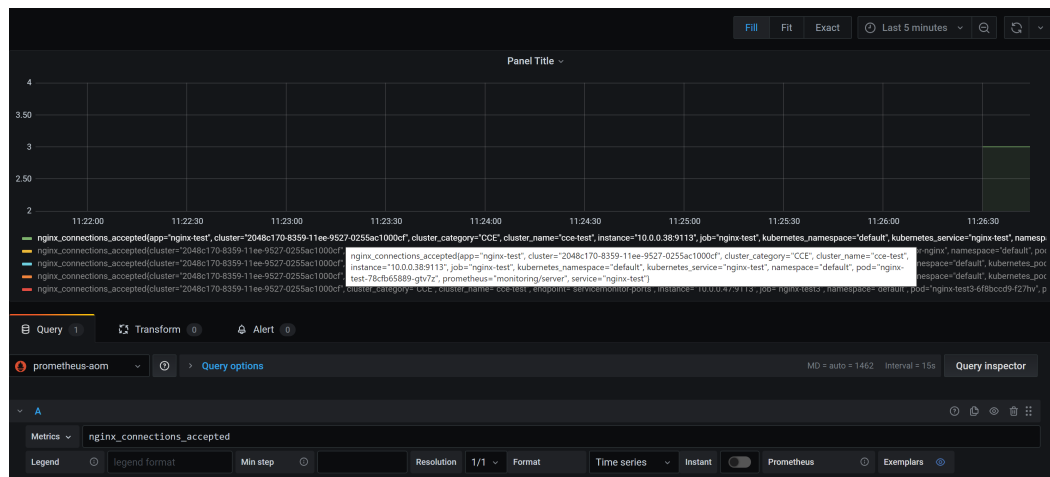 Fill Fit Exact Last 5 minutes
Panel Title
4
3.50
3
2.50
2
11:22:00 11:22:30 11:23:00 11:23:30 11:24:00 11:24:30 11:25:00 11:25:30 11:26:00 11:26:30
nginx_connections_accepted{app="nginx-test", cluster="2048c170-8359-11ee-9527-0255ac1000cf", cluster_category="CCE", cluster_name="cce-test", instance="10.0.0.38:9113", job="nginx-test", kubernetes_namespace="default", kubernetes_service="nginx-test", namesp
nginx_connections_accepted{cluster="2048c170-8359-11ee-9527-0255ac1000cf",
nginx_connections_accepted{cluster="2048c170-8359-11ee-9527-0255ac1000cf",
nginx_connections_accepted{cluster="2048c170-8359-11ee-9527-0255ac1000cf",
nginx_connections_accepted{cluster="2048c170-8359-11ee-9527-0255ac1000cf", cluster_category="CCE", cluster_name="cce-test", endpoint="servicemonitor-ports", instance="10.0.0.47:9113", job="nginx-test3", namespace="default", pod="nginx-test3-6f8bccd9-f27hv", p
nginx_connections_accepted{app="nginx-test", cluster="2048c170-8359-11ee-9527-0255ac1000cf", cluster_category="CCE", cluster_name="cce-test",
instance="10.0.0.38:9113", job="nginx-test", kubernetes_namespace="default", kubernetes_service="nginx-test", namespace="default", pod="nginx-
test-78cfb65889-gtv7z", prometheus="monitoring/server", service="nginx-test"}
r-nginx", namespace="default", poc
nespace="default", kubernetes_poc
nespace="default", kubernetes_poc
Query 1 Transform 0 Alert 0
prometheus-aom Query options MD = auto = 1462 Interval = 15s Query inspector
A
Metrics nginx_connections_accepted
Legend legend format Min step Resolution 1/1 Format Time series Instant Prometheus Exemplars